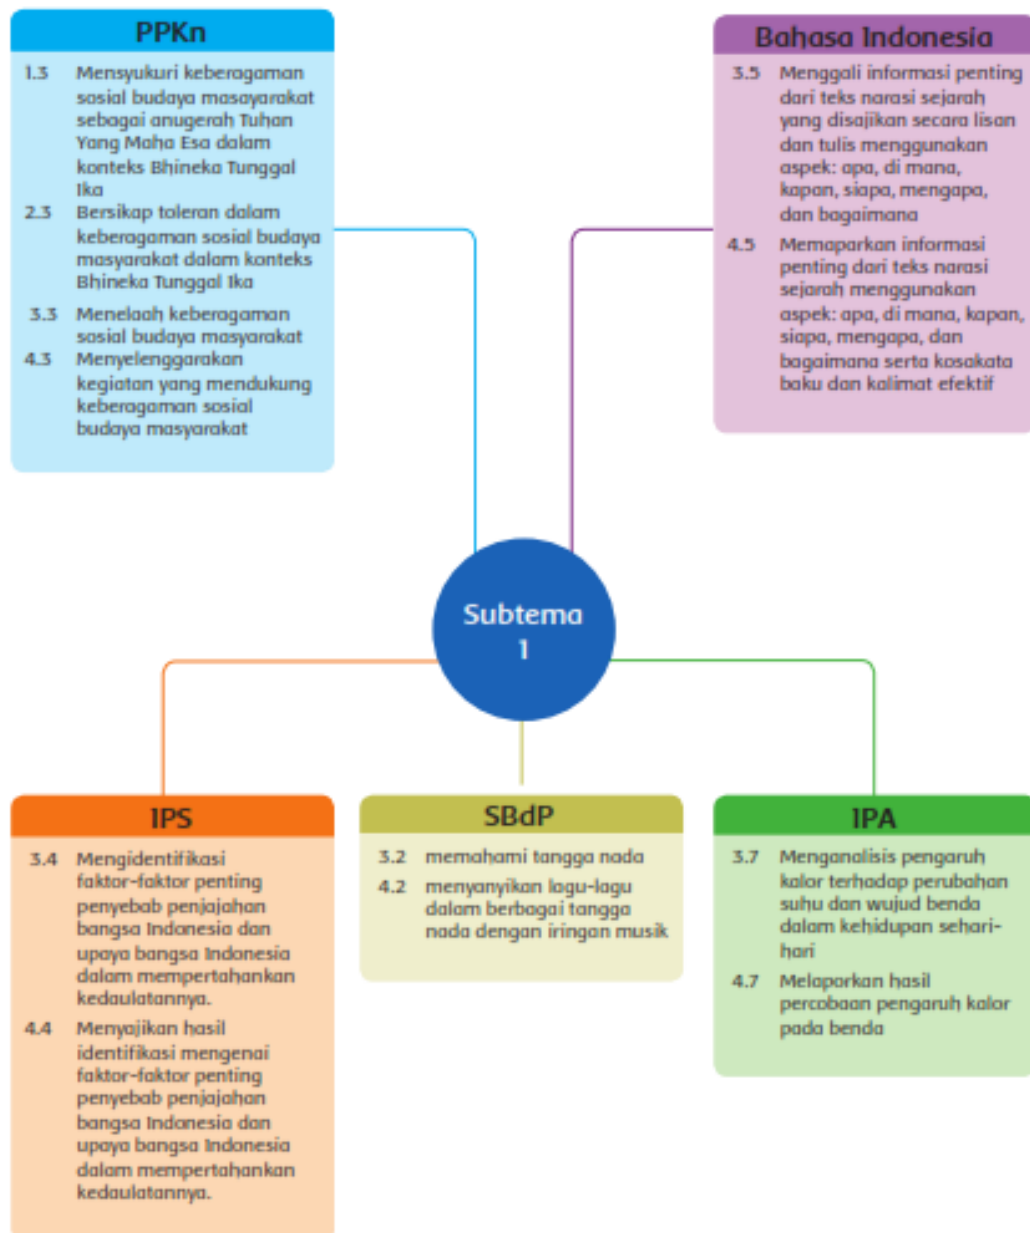 PPKn
1.3 Mensyukuri keberagaman
sosial budaya masayarakat
sebagai anugerah Tuhan
Yang Maha Esa dalam
konteks Bhineka Tunggal
Ika
2.3 Bersikap toleran dalam
keberagaman sosial budaya
masyarakat dalam konteks
Bhineka Tunggal Ika
3.3 Menelaah keberagaman
sosial budaya masyarakat
4.3 Menyelenggarakan
kegiatan yang mendukung
keberagaman sosial
budaya masyarakat
Bahasa Indonesia
3.5 Menggali informasi penting
dari teks narasi sejarah
yang disajikan secara lisan
dan tulis menggunakan
aspek: apa, di mana,
kapan, siapa, mengapa,
dan bagaimana
4.5 Memaparkan informasi
penting dari teks narasi
sejarah menggunakan
aspek: apa, di mana, kapan,
siapa, mengapa, dan
bagaimana serta kosakata
baku dan kalimat efektif
Subtema
1
IPS
3.4 Mengidentifikasi
faktor-faktor penting
penyebab penjajahan
bangsa Indonesia dan
upaya bangsa Indonesia
dalam mempertahankan
kedaulatannya.
4.4 Menyajikan hasil
identifikasi mengenai
faktor-faktor penting
penyebab penjajahan
bangsa Indonesia dan
upaya bangsa Indonesia
dalam mempertahankan
kedaulatannya.
SBdP
3.2 memahami tangga nada
4.2 menyanyikan lagu-lagu
dalam berbagai tangga
nada dengan iringan musik
IPA
3.7 Menganalisis pengaruh
kalor terhadap perubahan
suhu dan wujud benda
dalam kehidupan sehari-
hari
4.7 Melaporkan hasil
percobaan pengaruh kalor
pada benda